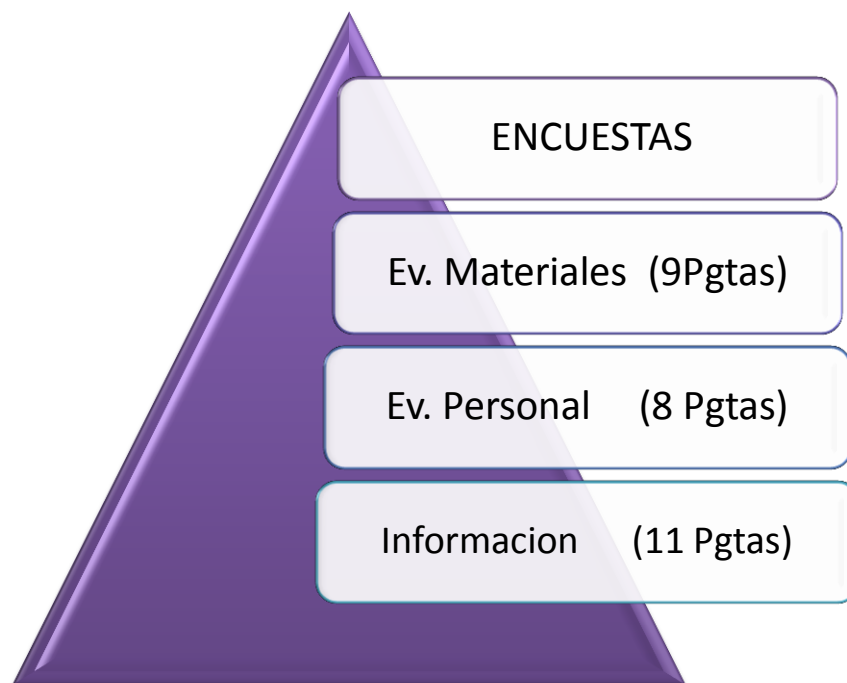 ENCUESTAS
Ev. Materiales (9Pgtas)
Ev. Personal (8 Pgtas)
Informacion (11 Pgtas)